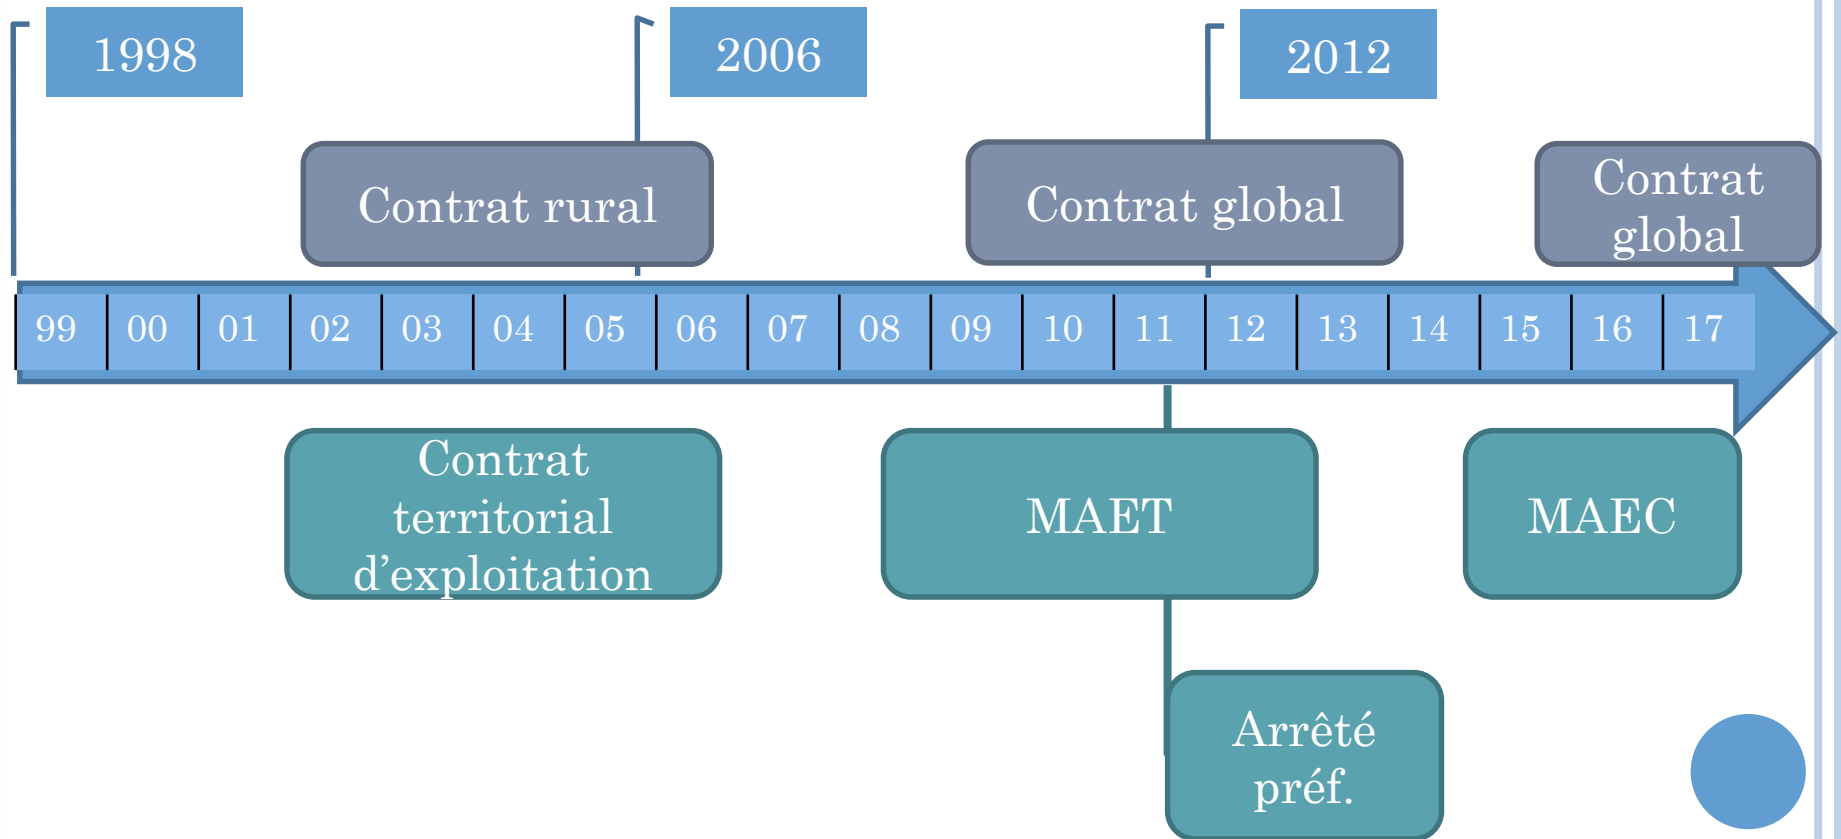 1998
2006
2012
Contrat rural
Contrat global
Contrat
global
99 00 01 02 03 04 05 06 07 08 09 10 11 12 13 14 15 16 17
Contrat
territorial
d’exploitation
MAET
MAEC
Arrêté
préf.